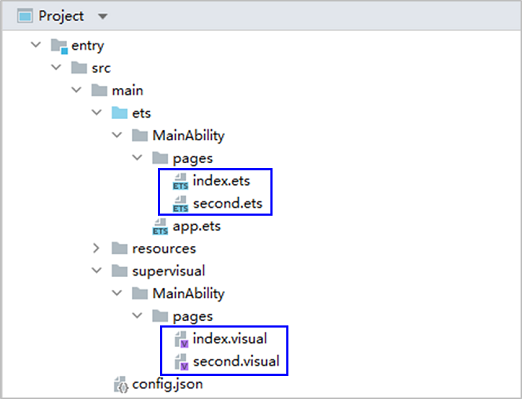 Project
entry
src
main
ets
MainAbility
pages
index.ets
second.ets
app.ets
resources
supervisual
MainAbility
pages
index.visual
second.visual
config.json